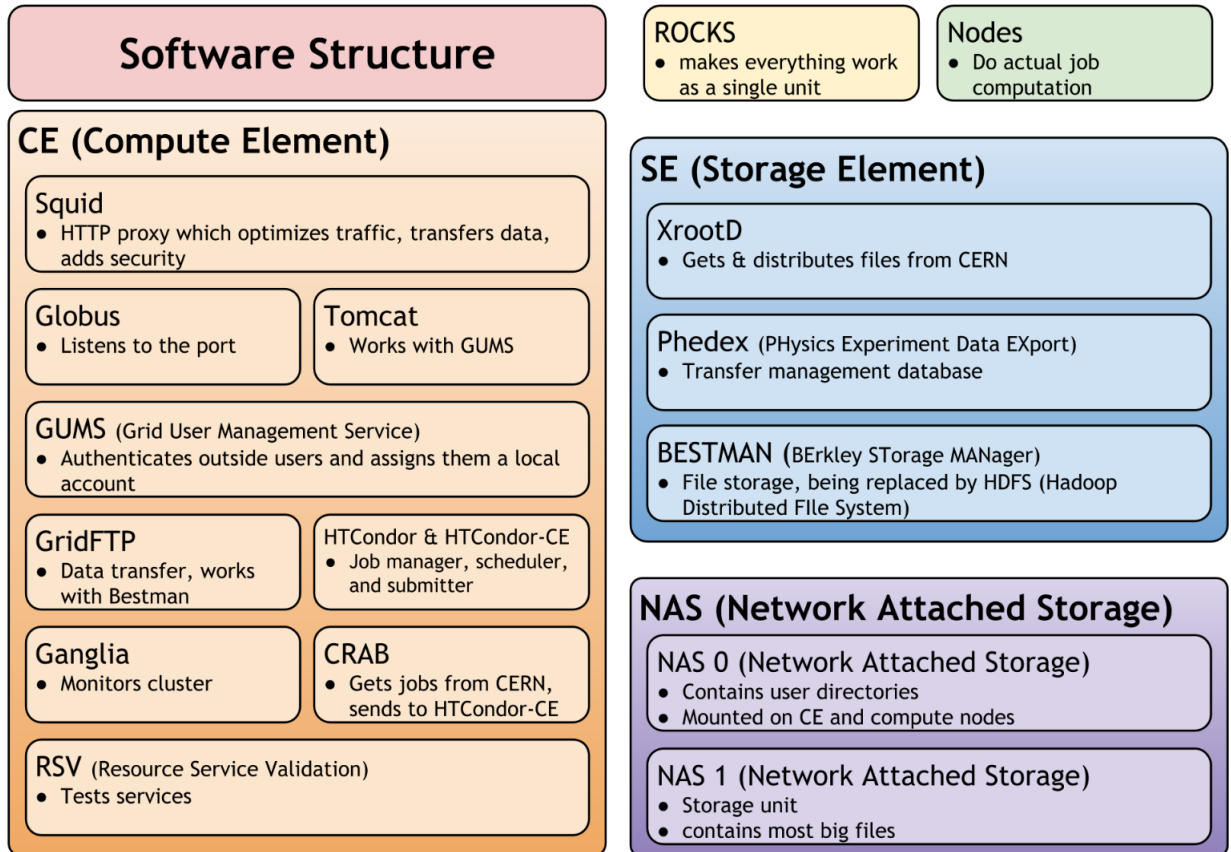 Software Structure
ROCKS
● makes everything work
as a single unit
Nodes
● Do actual job
computation
CE (Compute Element)
Squid
● HTTP proxy which optimizes traffic, transfers data,
adds security
Globus
● Listens to the port
Tomcat
● Works with GUMS
GUMS (Grid User Management Service)
● Authenticates outside users and assigns them a local
account
GridFTP
● Data transfer, works
with Bestman
HTCondor & HTCondor-CE
● Job manager, scheduler,
and submitter
Ganglia
● Monitors cluster
CRAB
● Gets jobs from CERN,
sends to HTCondor-CE
RSV (Resource Service Validation)
● Tests services
SE (Storage Element)
XrootD
● Gets & distributes files from CERN
Phedex (PHysics Experiment Data EXport)
● Transfer management database
BESTMAN (BErkley STorage MANager)
● File storage, being replaced by HDFS (Hadoop
Distributed FIle System)
NAS (Network Attached Storage)
NAS 0 (Network Attached Storage)
● Contains user directories
● Mounted on CE and compute nodes
NAS 1 (Network Attached Storage)
● Storage unit
● contains most big files